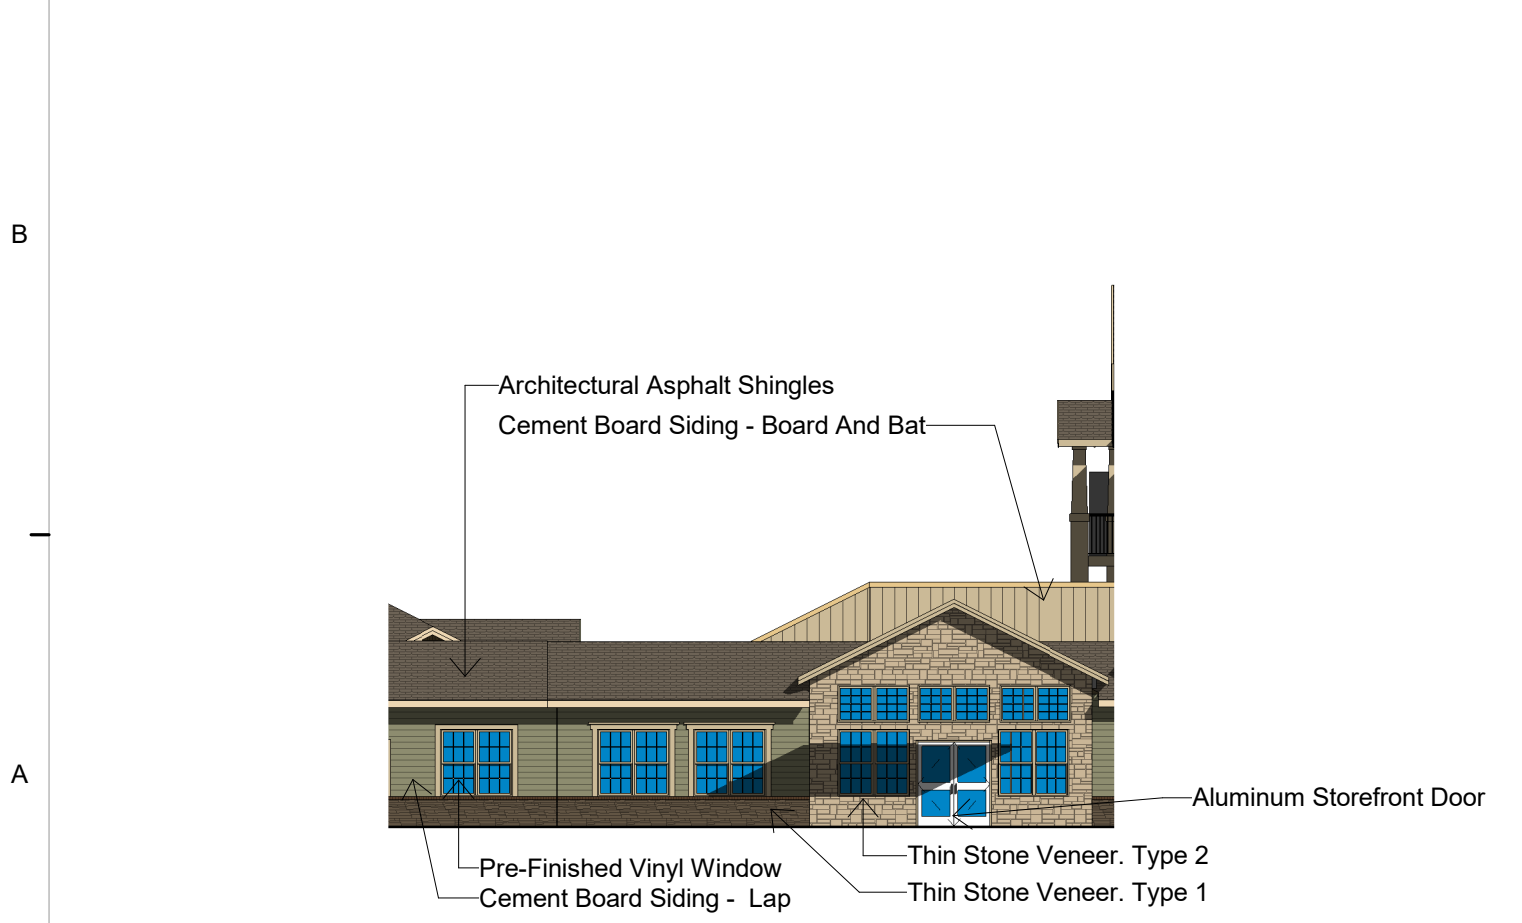 B
Architectural Asphalt Shingles
Cement Board Siding - Board And Bat
A
Aluminum Storefront Door
Thin Stone Veneer. Type 2
Pre-Finished Vinyl Window
Thin Stone Veneer. Type 1
Cement Board Siding -  Lap